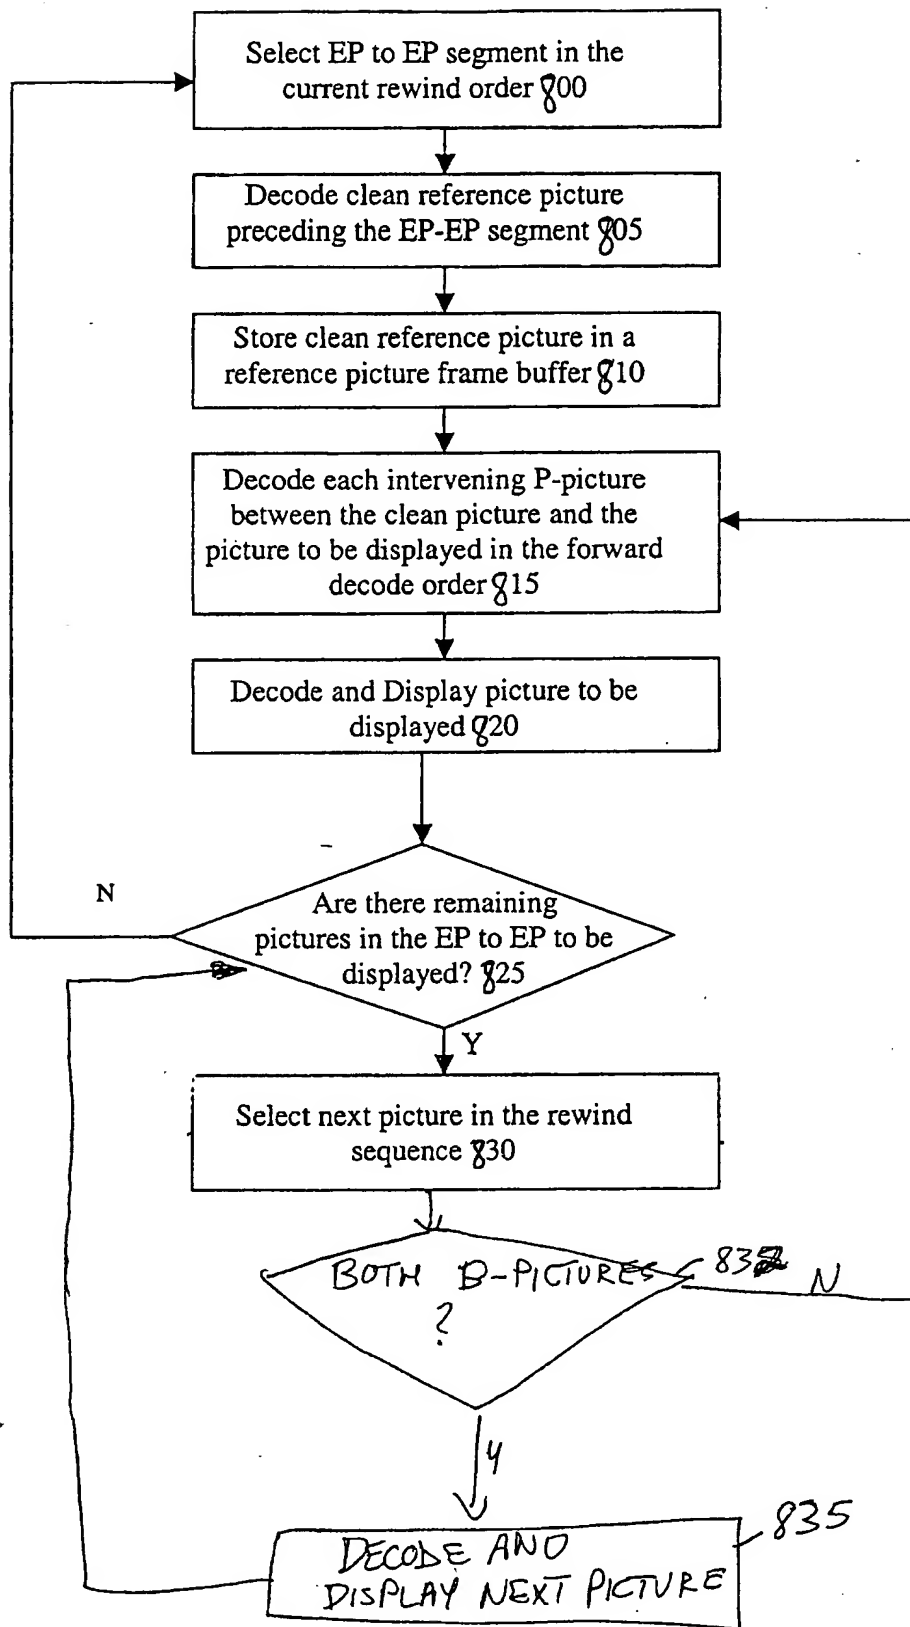 Select EP to EP segment in the
current rewind order 800
Decode clean reference picture
preceding the EP-EP segment 805
Store clean reference picture in a
reference picture frame buffer 810
Decode each intervening P-picture
between the clean picture and the
picture to be displayed in the forward
decode order 815
Decode and Display picture to be
displayed 820
N
Are there remaining
pictures in the EP to EP to be
displayed? 825
Y
Select next picture in the rewind
sequence 830
BOTH B-PICTURES
?
N
Y
835
DECODE AND
DISPLAY NEXT PICTURE